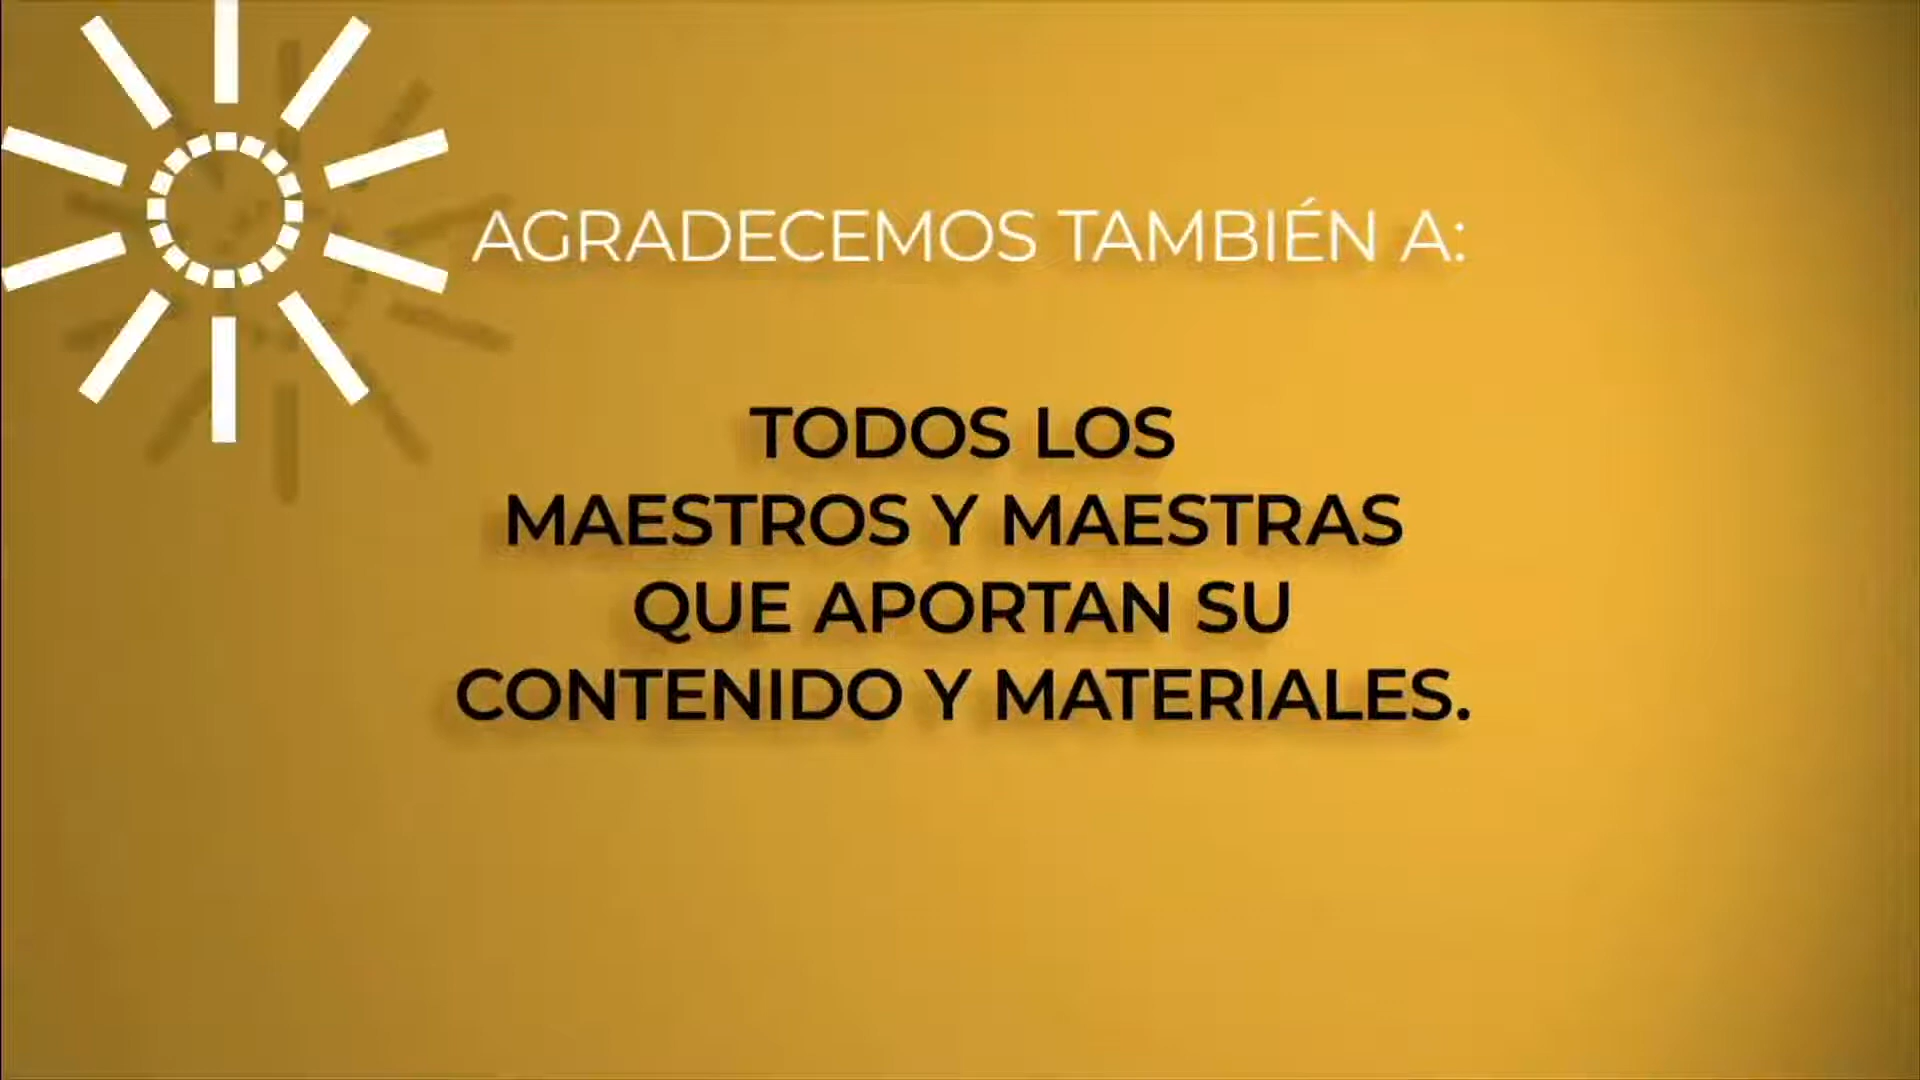 AGRADECEMOS TAMBIÉN A:
TODOS LOS
MAESTROS Y MAESTRAS
QUE APORTAN SU
CONTENIDO Y MATERIALES.